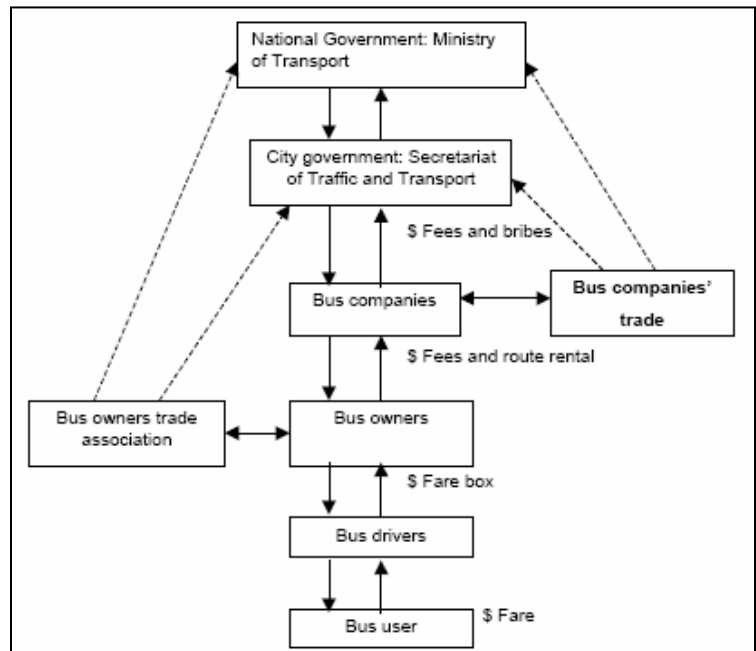 National Government: Ministry
of Transport
City government: Secretariat
of Traffic and Transport
$ Fees and bribes
Bus companies
Bus companies’
trade
$ Fees and route rental
Bus owners trade
association
Bus owners
$ Fare box
Bus drivers
Bus user
$ Fare